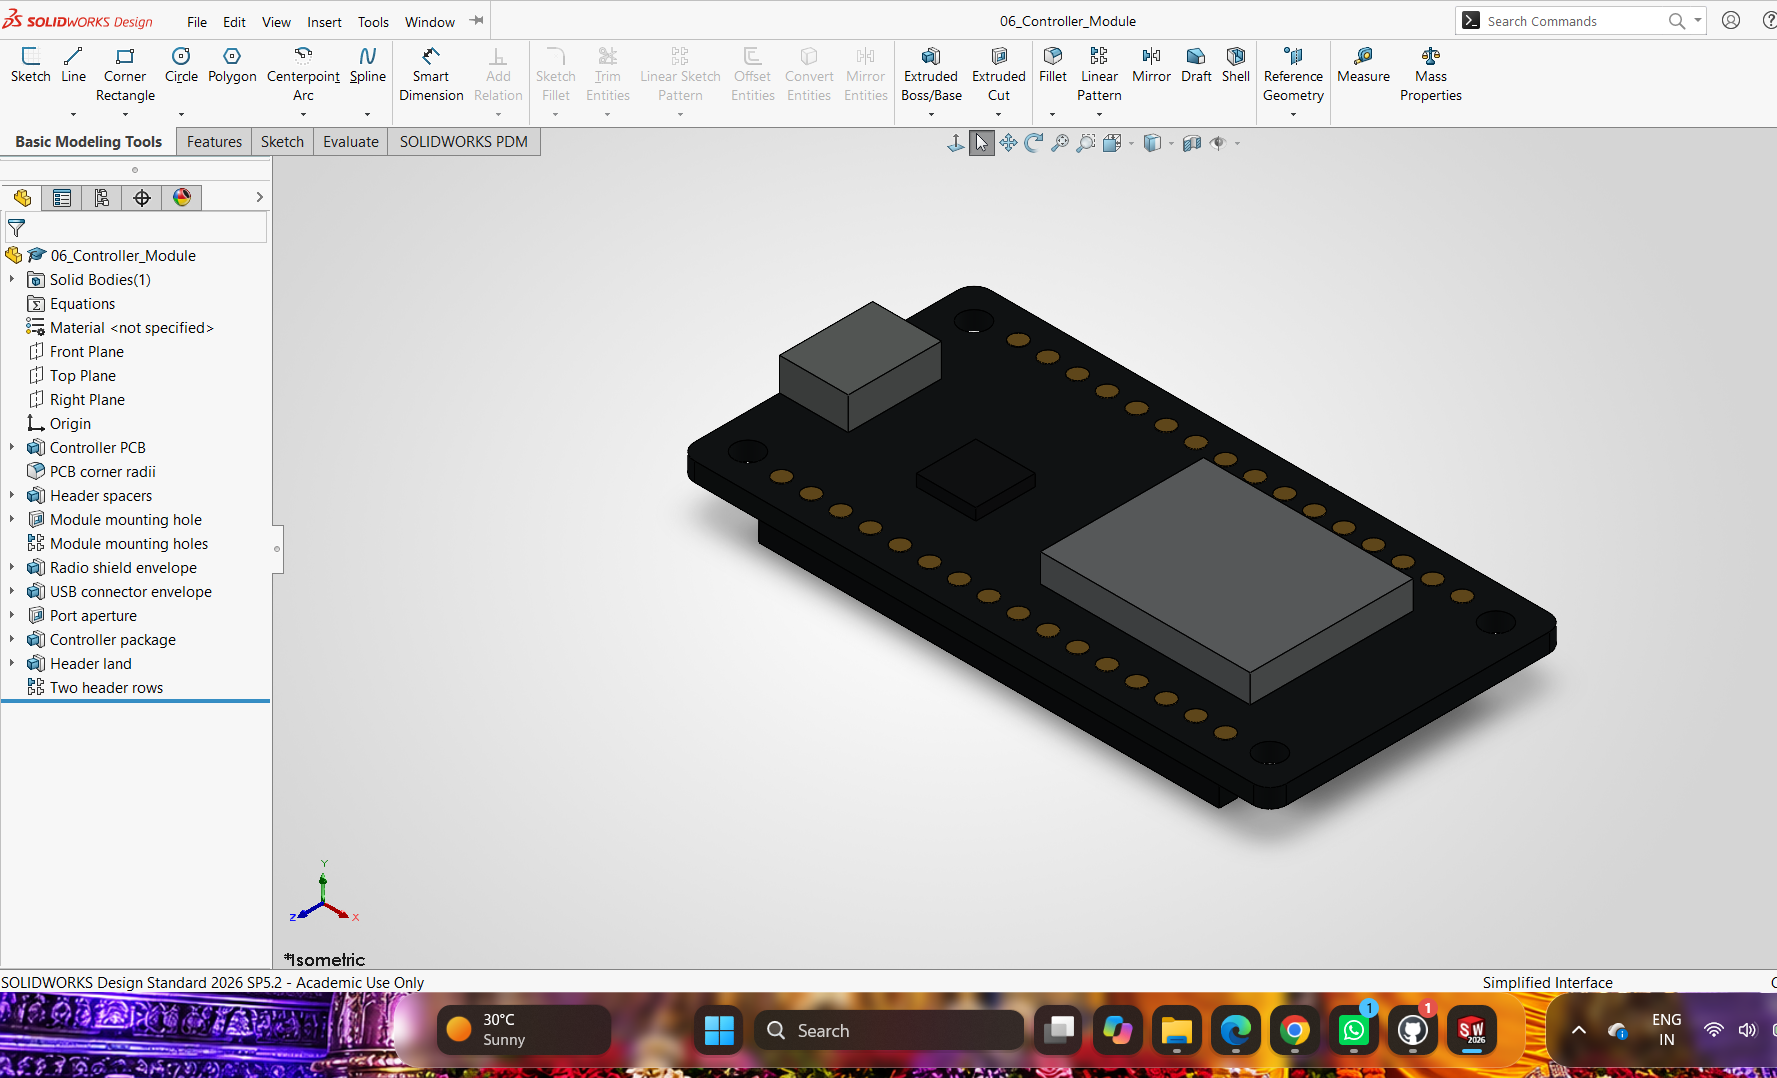 SOLIDWORKS Design
File Edit View Insert Tools Window
06_Controller_Module
Search Commands
Sketch
Line
Corner Rectangle
Circle
Polygon
Centerpoint Arc
Spline
Smart Dimension
Add Relation
Sketch Fillet
Trim Entities
Linear Sketch Pattern
Offset Entities
Convert Entities
Mirror Entities
Extruded Boss/Base
Extruded Cut
Fillet
Linear Pattern
Mirror
Draft
Shell
Reference Geometry
Measure
Mass Properties
Basic Modeling Tools Features Sketch Evaluate SOLIDWORKS PDM
06_Controller_Module
Solid Bodies(1)
Equations
Material <not specified>
Front Plane
Top Plane
Right Plane
Origin
Controller PCB
PCB corner radii
Header spacers
Module mounting hole
Module mounting holes
Radio shield envelope
USB connector envelope
Port aperture
Controller package
Header land
Two header rows
Y
Z
X
*Isometric
SOLIDWORKS Design Standard 2026 SP5.2 - Academic Use Only
Simplified Interface
30°C
Sunny
Search
1
1
SW
2026
ENG
IN